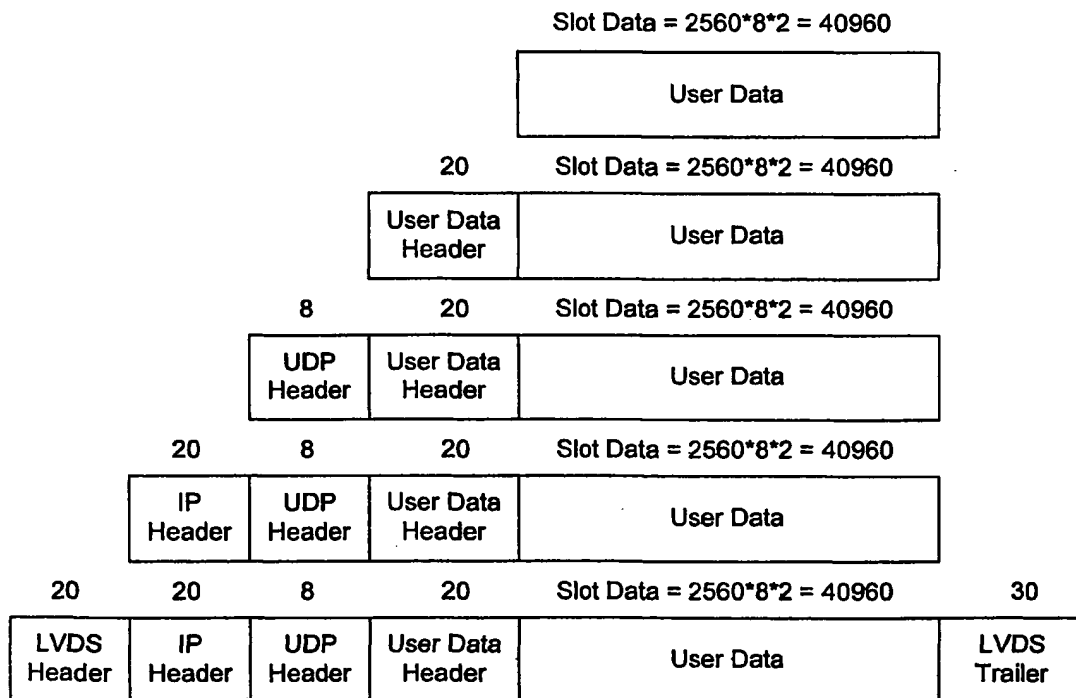 Slot Data = 2560*8*2 = 40960
User Data
20 Slot Data = 2560*8*2 = 40960
User Data Header User Data
8 20 Slot Data = 2560*8*2 = 40960
UDP Header User Data Header User Data
20 8 20 Slot Data = 2560*8*2 = 40960
IP Header UDP Header User Data Header User Data
20 20 8 20 Slot Data = 2560*8*2 = 40960 30
LVDS Header IP Header UDP Header User Data Header User Data LVDS Trailer